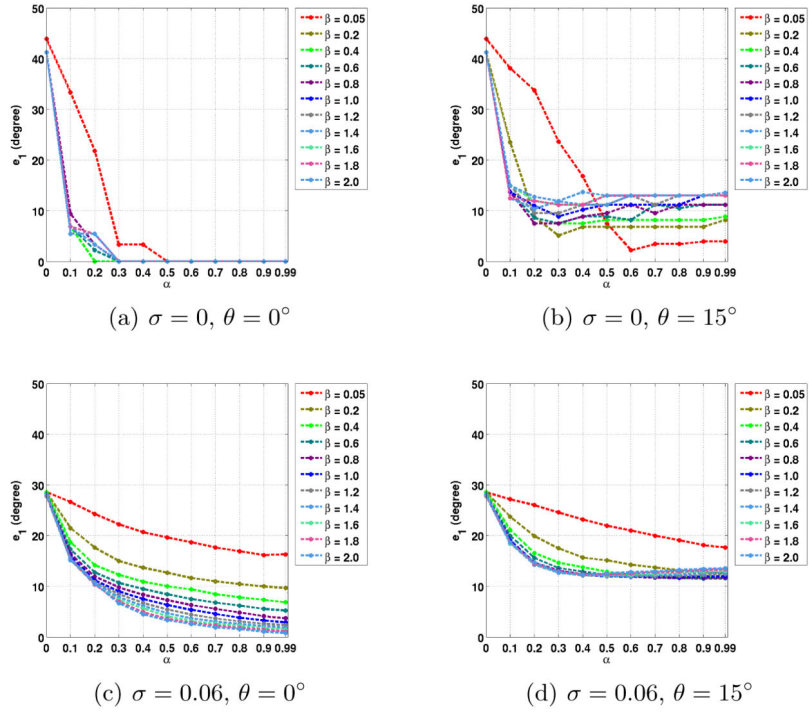 50
40
30
20
10
0
e1 (degree)
0 0.1 0.2 0.3 0.4 0.5 0.6 0.7 0.8 0.9 0.99
α
β = 0.05
β = 0.2
β = 0.4
β = 0.6
β = 0.8
β = 1.0
β = 1.2
β = 1.4
β = 1.6
β = 1.8
β = 2.0
(a) σ = 0, θ = 0°
50
40
30
20
10
0
e1 (degree)
0 0.1 0.2 0.3 0.4 0.5 0.6 0.7 0.8 0.9 0.99
α
β = 0.05
β = 0.2
β = 0.4
β = 0.6
β = 0.8
β = 1.0
β = 1.2
β = 1.4
β = 1.6
β = 1.8
β = 2.0
(b) σ = 0, θ = 15°
50
40
30
20
10
0
e1 (degree)
0 0.1 0.2 0.3 0.4 0.5 0.6 0.7 0.8 0.9 0.99
α
β = 0.05
β = 0.2
β = 0.4
β = 0.6
β = 0.8
β = 1.0
β = 1.2
β = 1.4
β = 1.6
β = 1.8
β = 2.0
(c) σ = 0.06, θ = 0°
50
40
30
20
10
0
e1 (degree)
0 0.1 0.2 0.3 0.4 0.5 0.6 0.7 0.8 0.9 0.99
α
β = 0.05
β = 0.2
β = 0.4
β = 0.6
β = 0.8
β = 1.0
β = 1.2
β = 1.4
β = 1.6
β = 1.8
β = 2.0
(d) σ = 0.06, θ = 15°